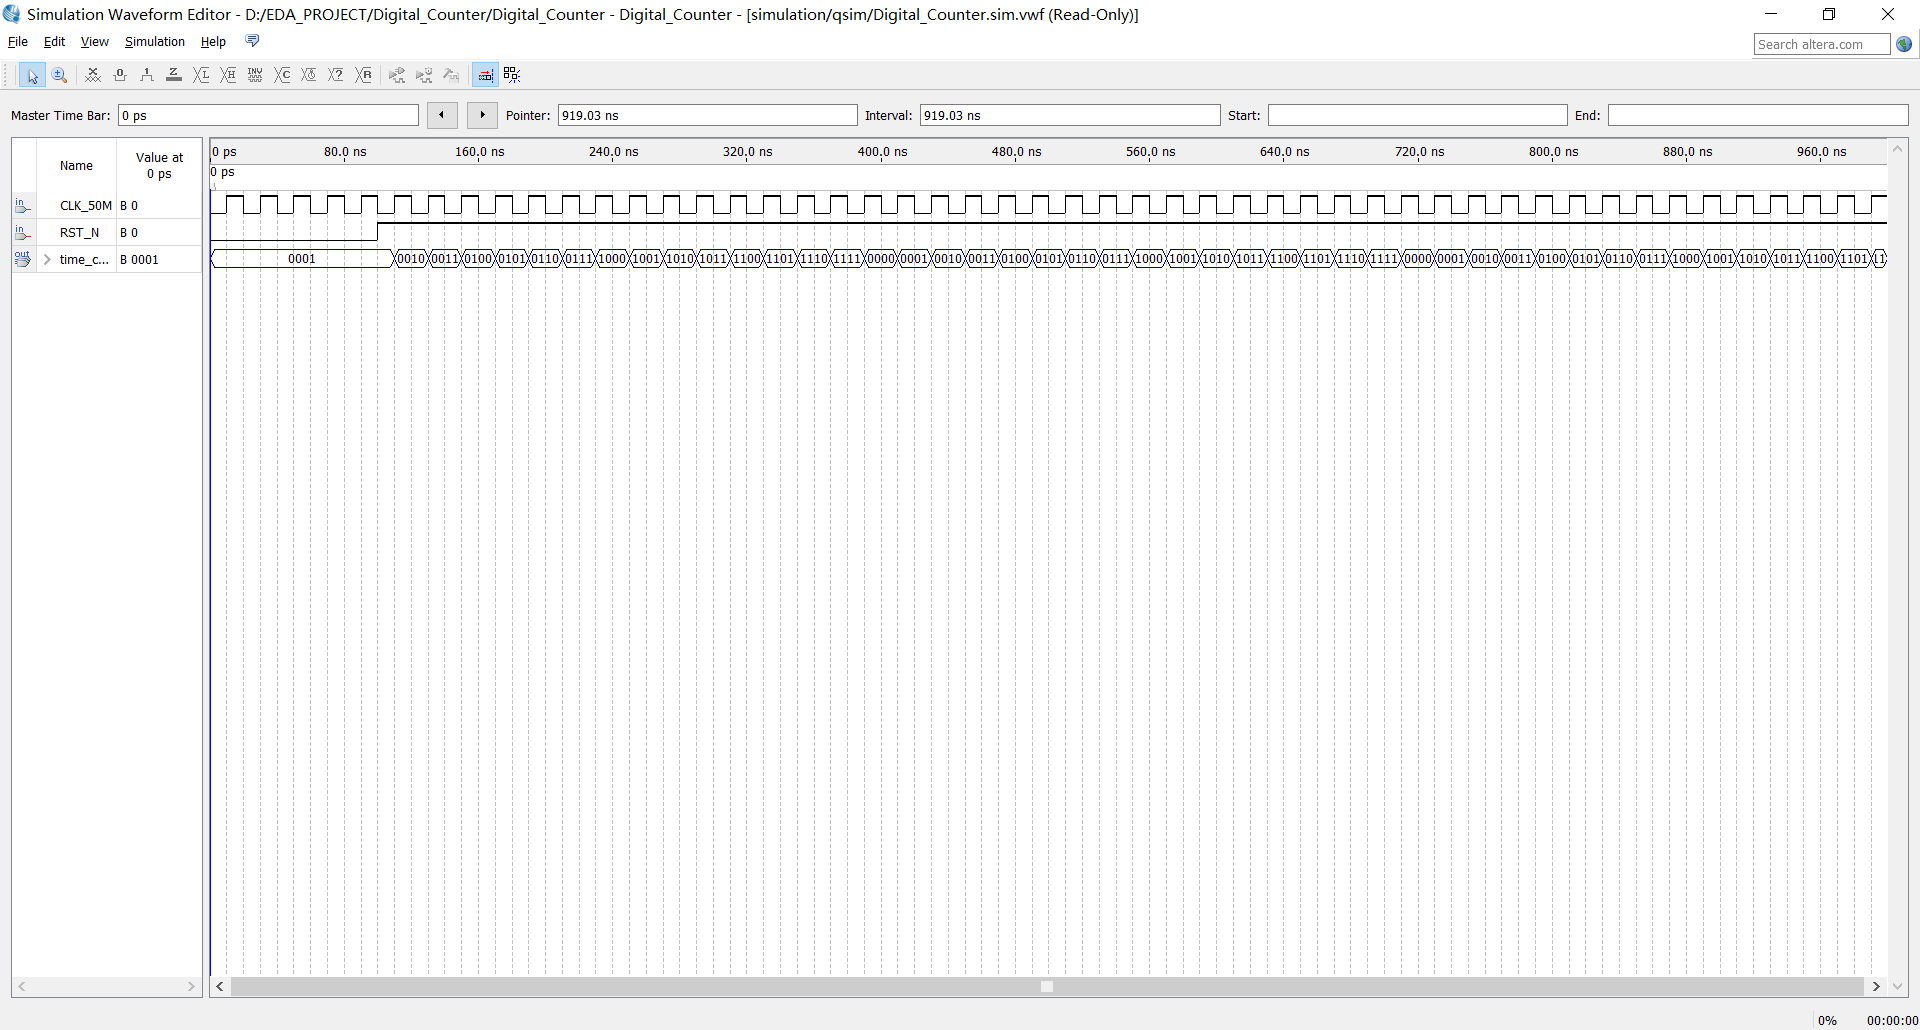 Simulation Waveform Editor - D:/EDA_PROJECT/Digital_Counter/Digital_Counter - Digital_Counter - [simulation/qsim/Digital_Counter.sim.vwf (Read-Only)]
File Edit View Simulation Help
Search altera.com
Master Time Bar: 0 ps Pointer: 919.03 ns Interval: 919.03 ns Start: End:
Name Value at 0 ps
0 ps 80.0 ns 160.0 ns 240.0 ns 320.0 ns 400.0 ns 480.0 ns 560.0 ns 640.0 ns 720.0 ns 800.0 ns 880.0 ns 960.0 ns
0 ps
in CLK_50M B 0
in RST_N B 0
out time_c... B 0001 0001 0010 0011 0100 0101 0110 0111 1000 1001 1010 1011 1100 1101 1110 1111 0000 0001 0010 0011 0100 0101 0110 0111 1000 1001 1010 1011 1100 1101 1110 1111 0000 0001 0010 0011 0100 0101 0110 0111 1000 1001 1010 1011 1100 1101 11
0% 00:00:00